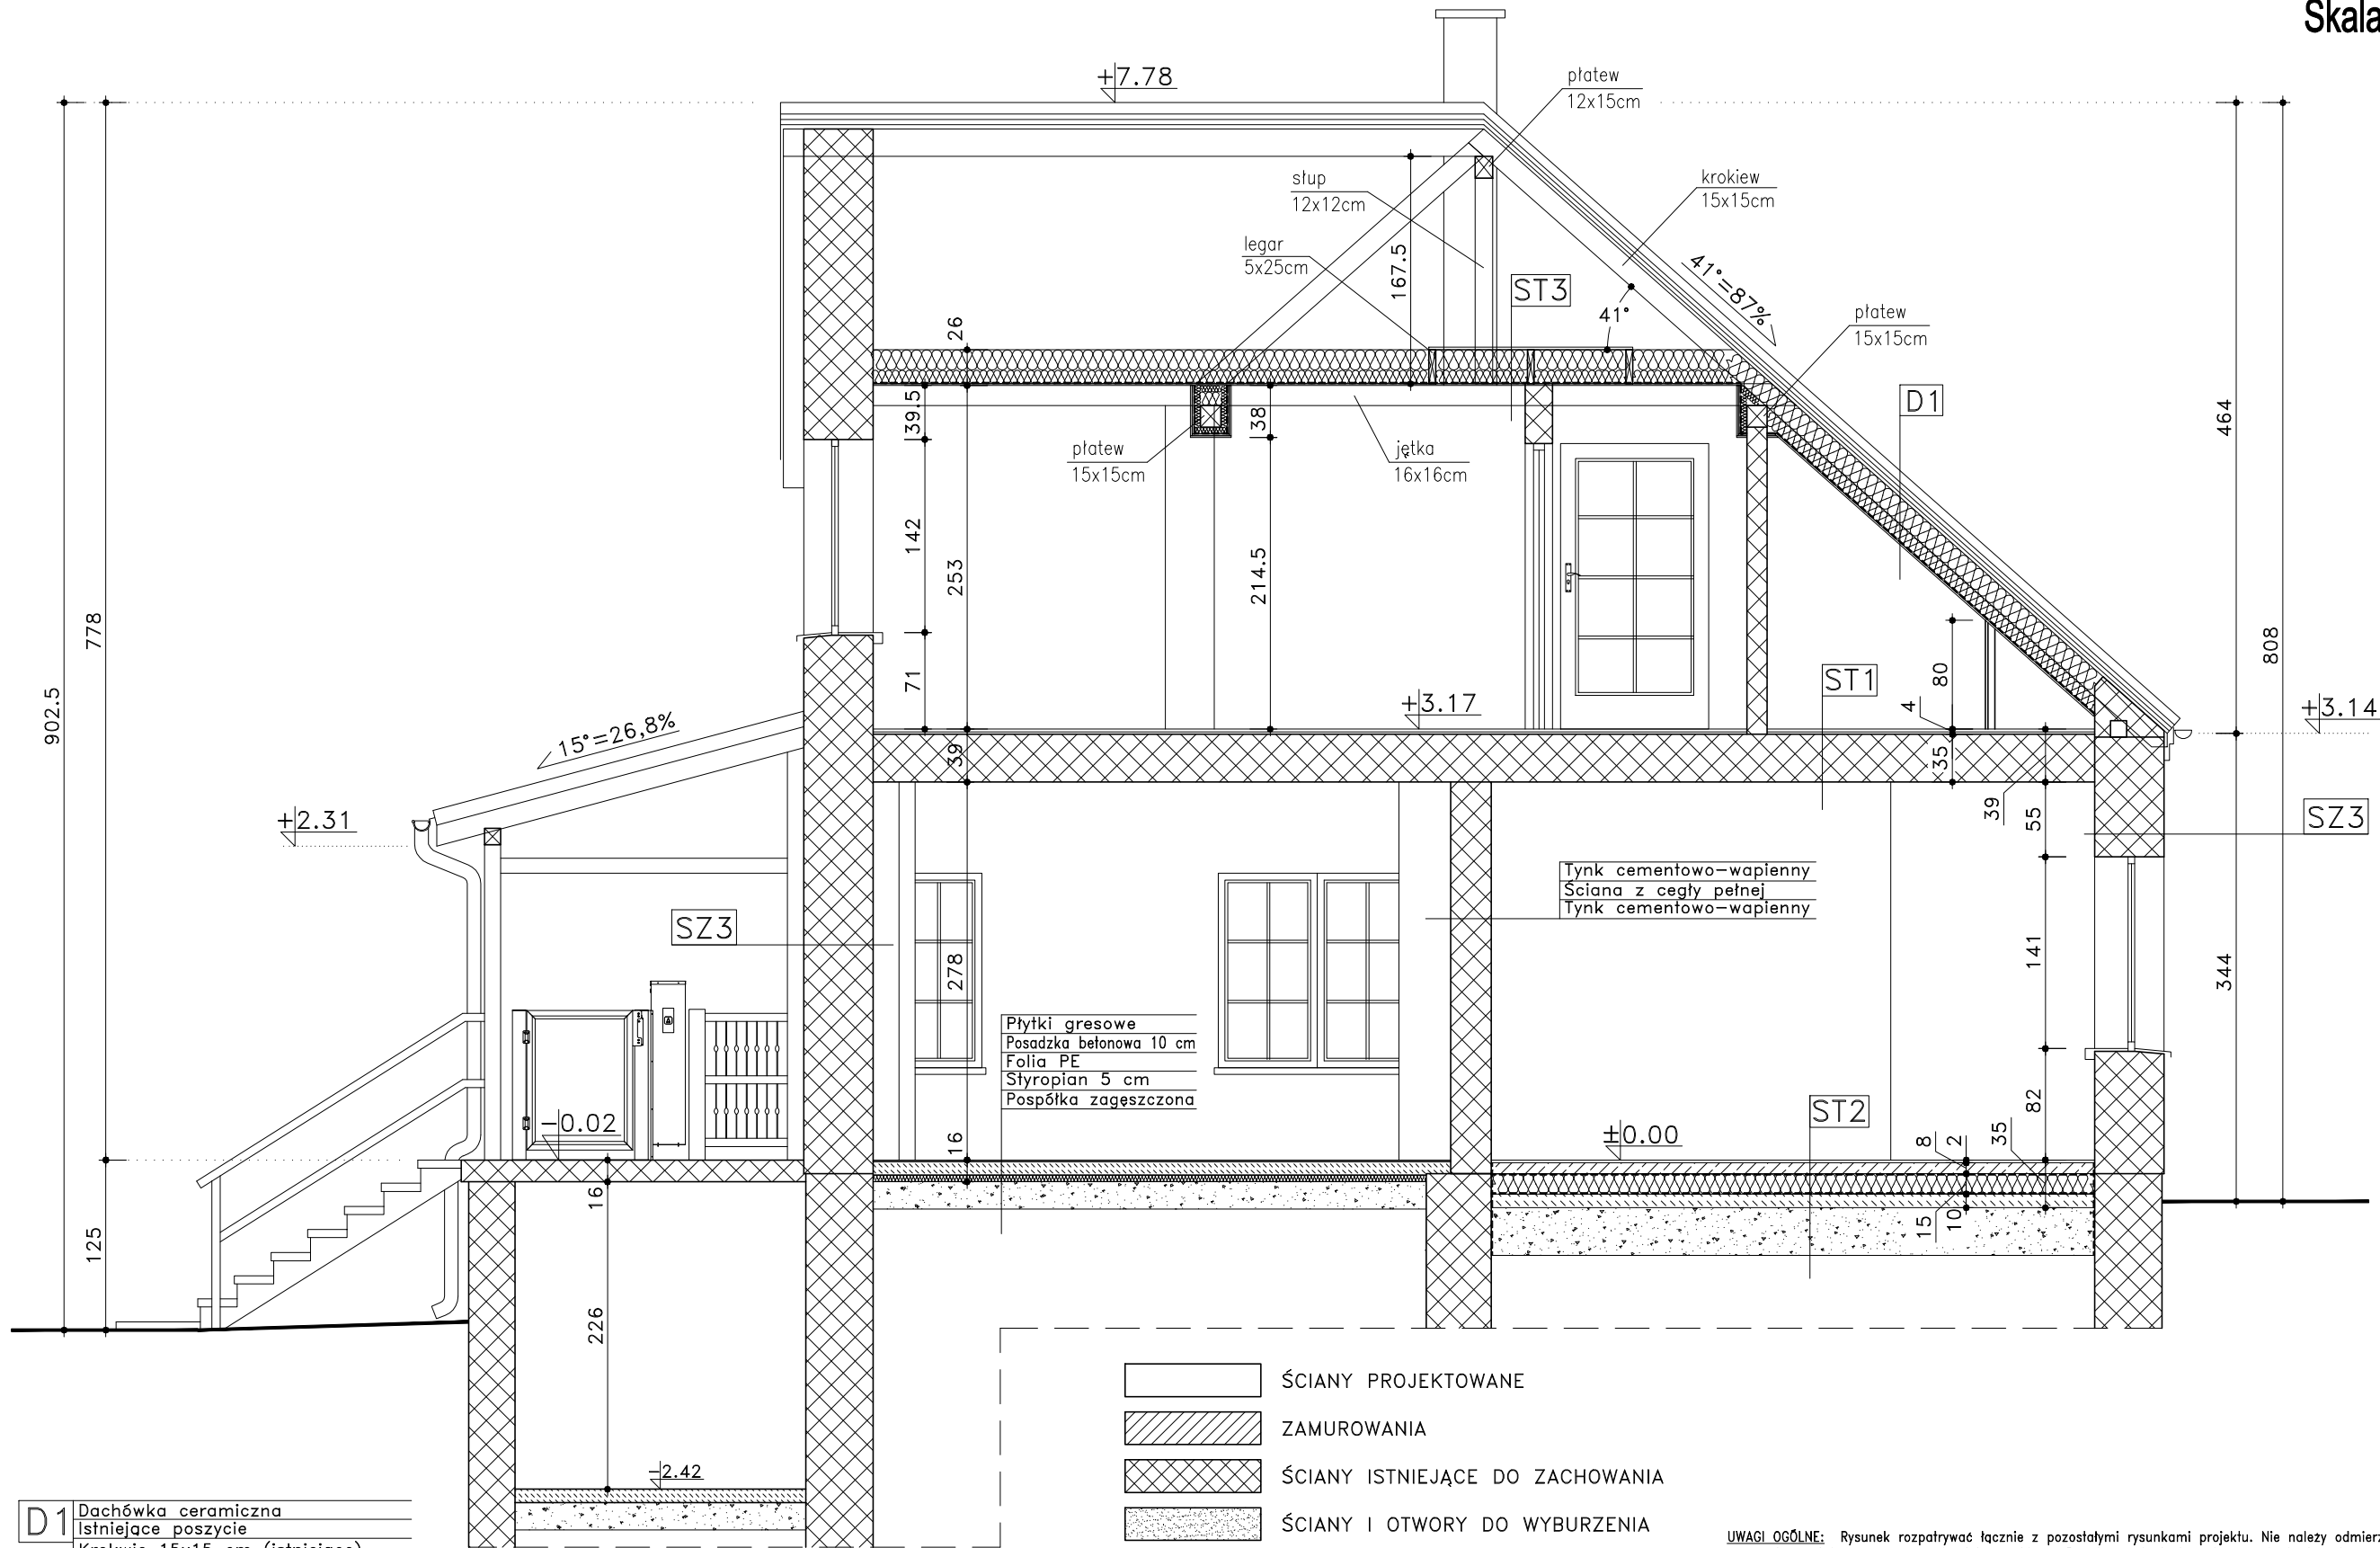 Skala
+7.78
płatew
12x15cm
słup
12x12cm
krokiew
15x15cm
legar
5x25cm
167.5
ST3
41°=87%
41°
płatew
15x15cm
26
D1
464
39.5
38
płatew
15x15cm
jętka
16x16cm
142
253
214.5
778
808
902.5
71
80
ST1
4
+3.17
+3.14
15°=26,8%
39
35
39
55
+2.31
SZ3
Tynk cementowo-wapienny
Ściana z cegły pełnej
Tynk cementowo-wapienny
SZ3
278
141
344
Płytki gresowe
Posadzka betonowa 10 cm
Folia PE
Styropian 5 cm
Pospółka zagęszczona
82
ST2
-0.02
±0.00
16
8
2
35
16
15
10
125
226
-2.42
ŚCIANY PROJEKTOWANE
ZAMUROWANIA
ŚCIANY ISTNIEJĄCE DO ZACHOWANIA
ŚCIANY I OTWORY DO WYBURZENIA
D1
Dachówka ceramiczna
Istniejące poszycie
Krokwie 15x15 cm (istniejące)
UWAGI OGÓLNE: Rysunek rozpatrywać łącznie z pozostałymi rysunkami projektu. Nie należy odmierz